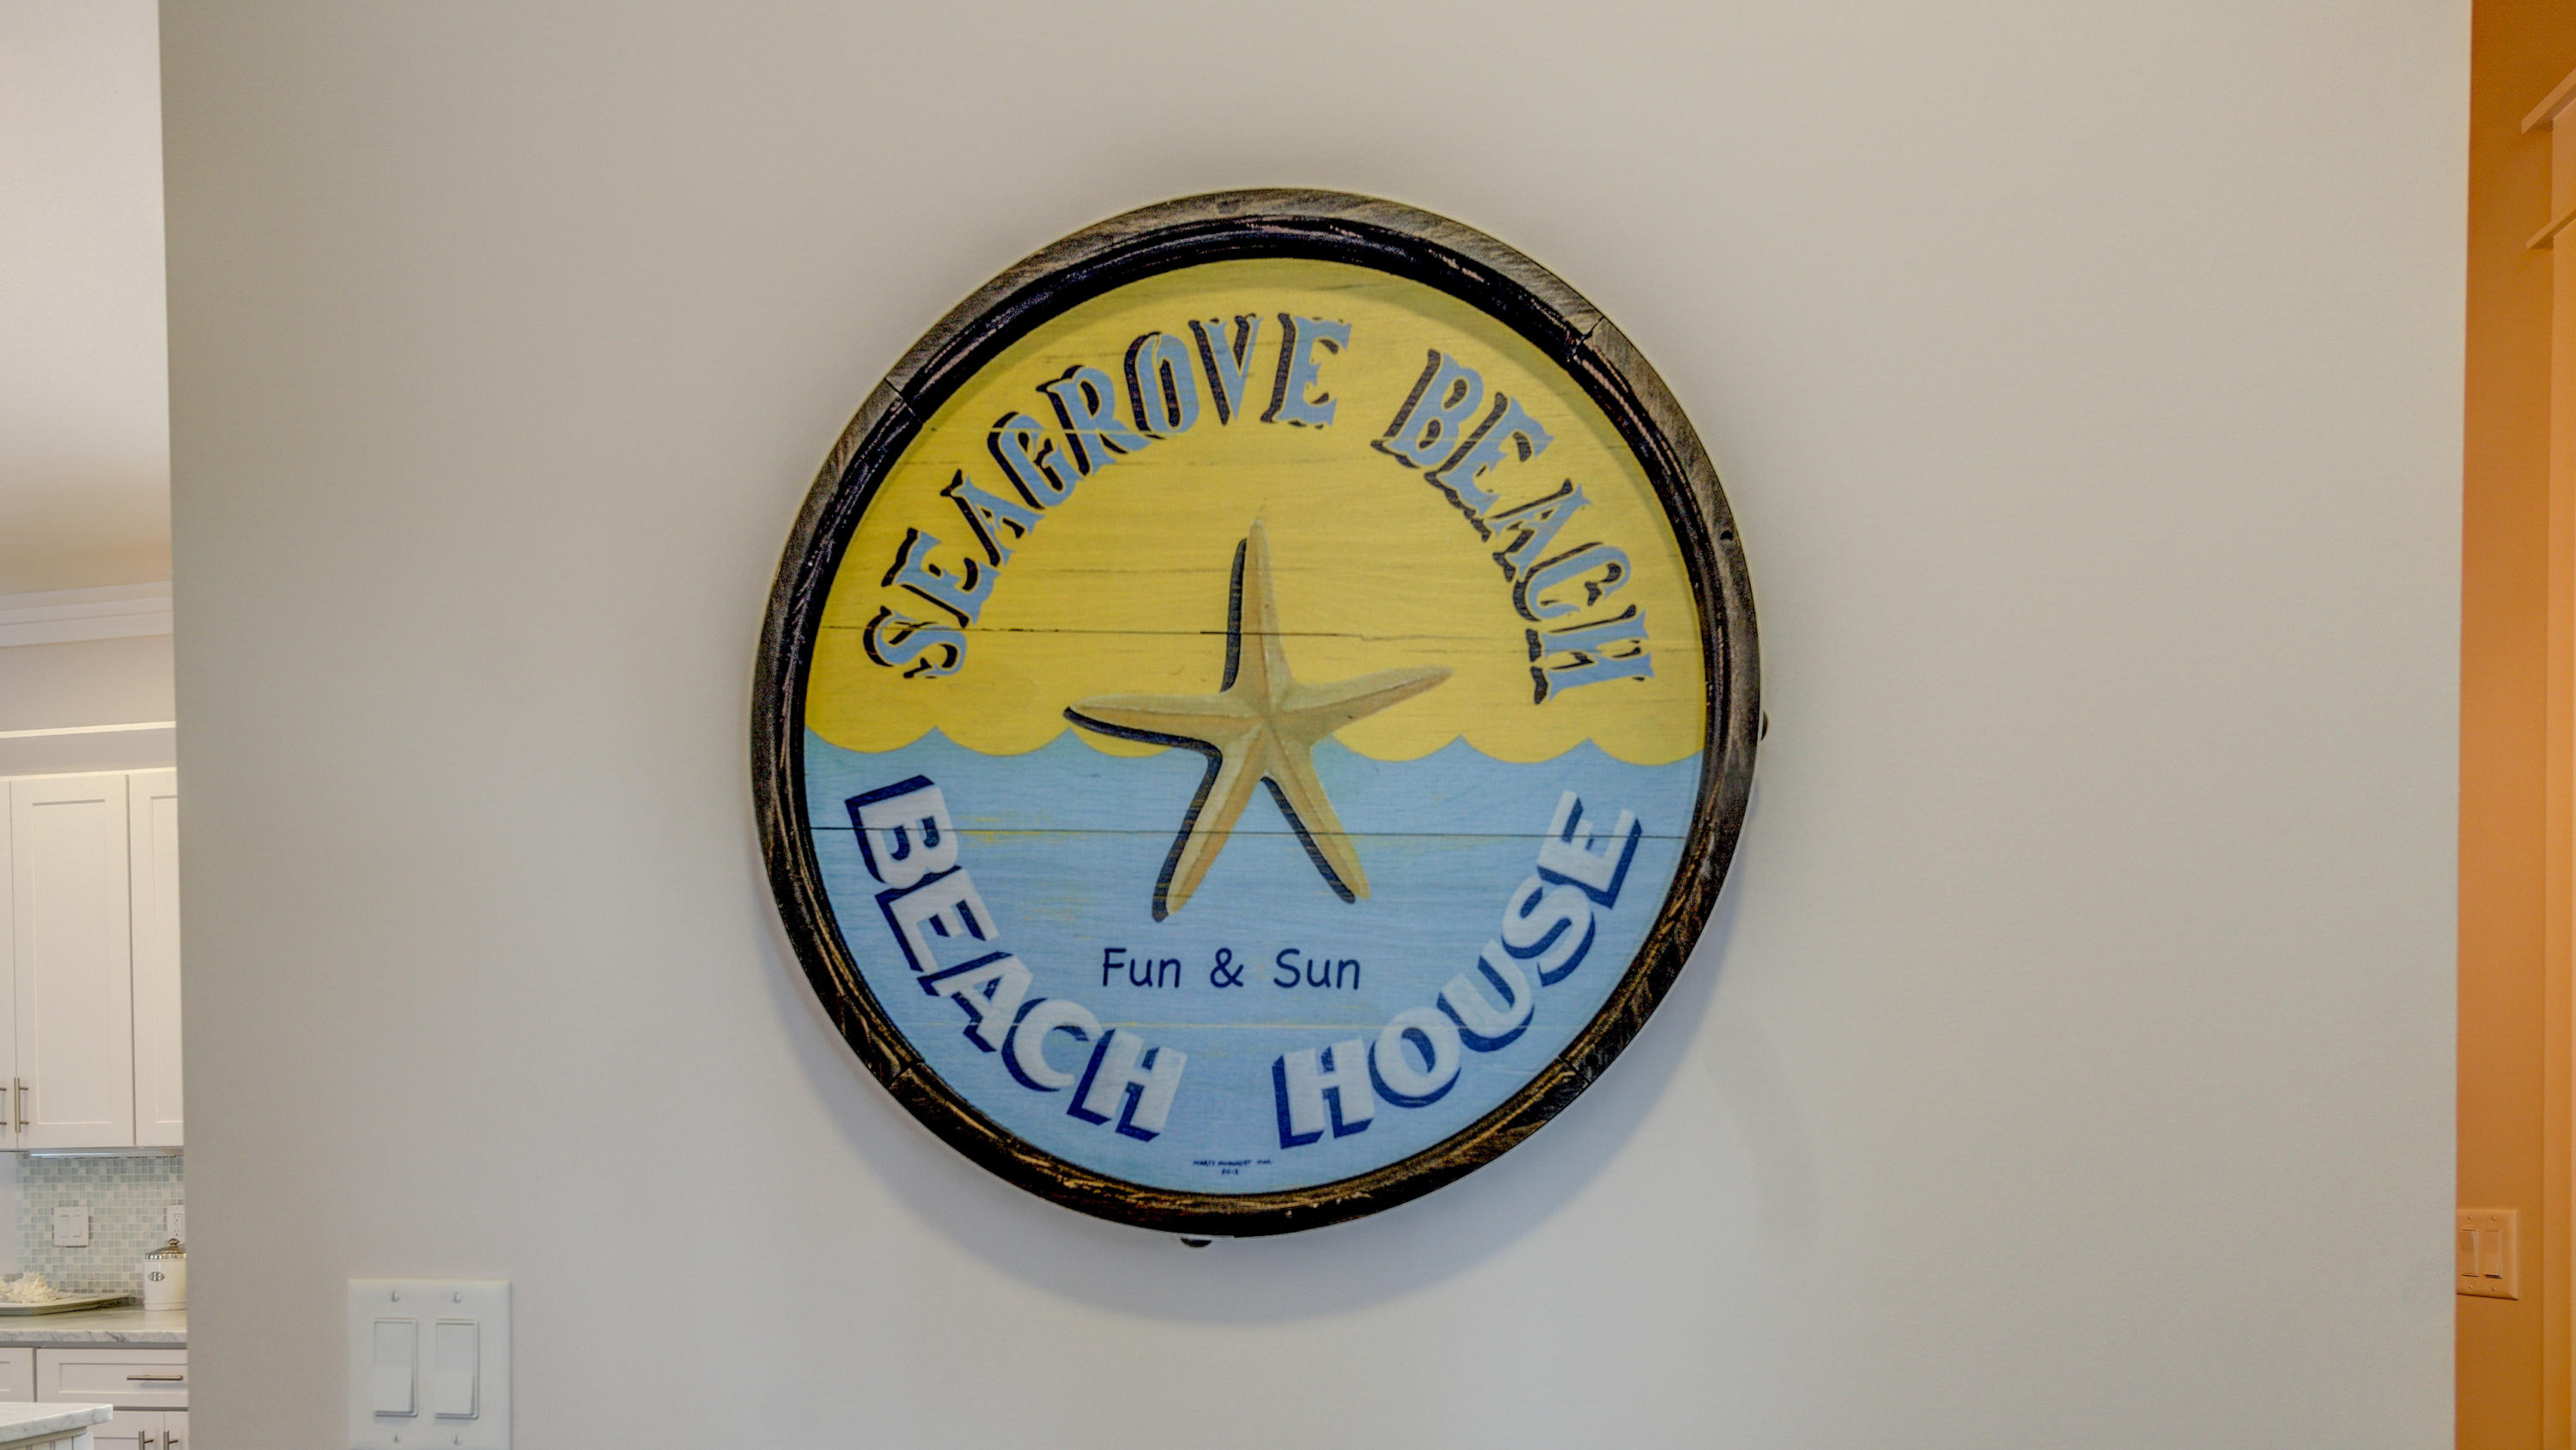 SEAGROVE BEACH
Fun & Sun
BEACH HOUSE